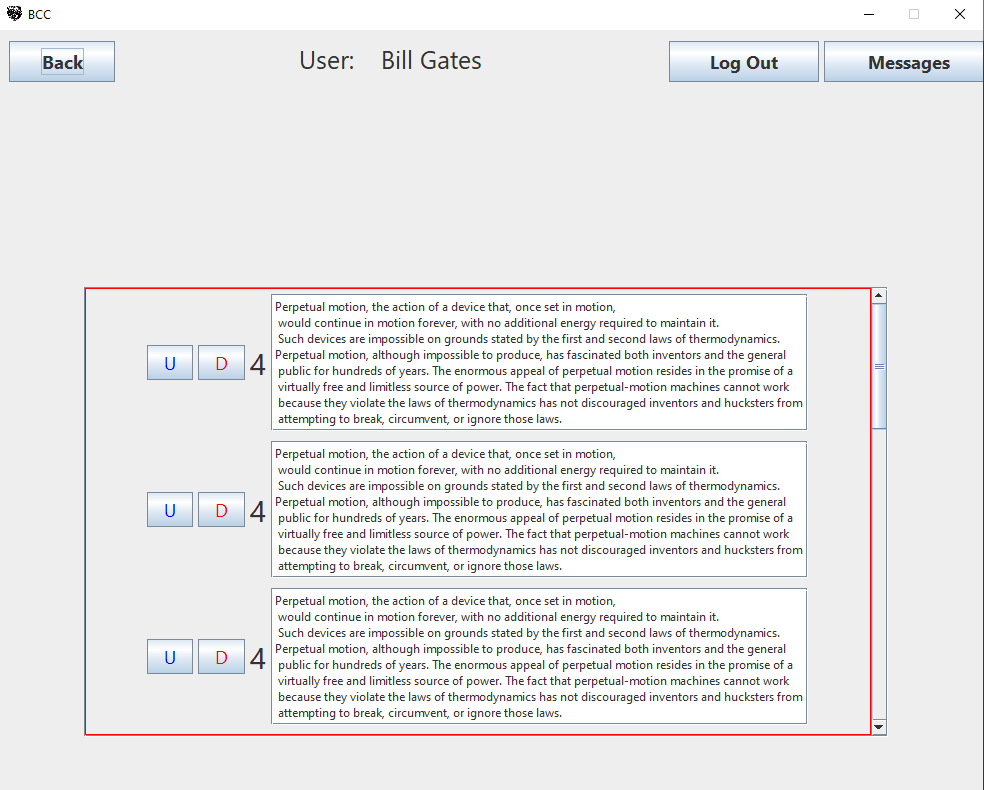 BCC
Back
User: Bill Gates
Log Out
Messages
U D 4
Perpetual motion, the action of a device that, once set in motion,
would continue in motion forever, with no additional energy required to maintain it.
Such devices are impossible on grounds stated by the first and second laws of thermodynamics.
Perpetual motion, although impossible to produce, has fascinated both inventors and the general
public for hundreds of years. The enormous appeal of perpetual motion resides in the promise of a
virtually free and limitless source of power. The fact that perpetual-motion machines cannot work
because they violate the laws of thermodynamics has not discouraged inventors and hucksters from
attempting to break, circumvent, or ignore those laws.
U D 4
Perpetual motion, the action of a device that, once set in motion,
would continue in motion forever, with no additional energy required to maintain it.
Such devices are impossible on grounds stated by the first and second laws of thermodynamics.
Perpetual motion, although impossible to produce, has fascinated both inventors and the general
public for hundreds of years. The enormous appeal of perpetual motion resides in the promise of a
virtually free and limitless source of power. The fact that perpetual-motion machines cannot work
because they violate the laws of thermodynamics has not discouraged inventors and hucksters from
attempting to break, circumvent, or ignore those laws.
U D 4
Perpetual motion, the action of a device that, once set in motion,
would continue in motion forever, with no additional energy required to maintain it.
Such devices are impossible on grounds stated by the first and second laws of thermodynamics.
Perpetual motion, although impossible to produce, has fascinated both inventors and the general
public for hundreds of years. The enormous appeal of perpetual motion resides in the promise of a
virtually free and limitless source of power. The fact that perpetual-motion machines cannot work
because they violate the laws of thermodynamics has not discouraged inventors and hucksters from
attempting to break, circumvent, or ignore those laws.